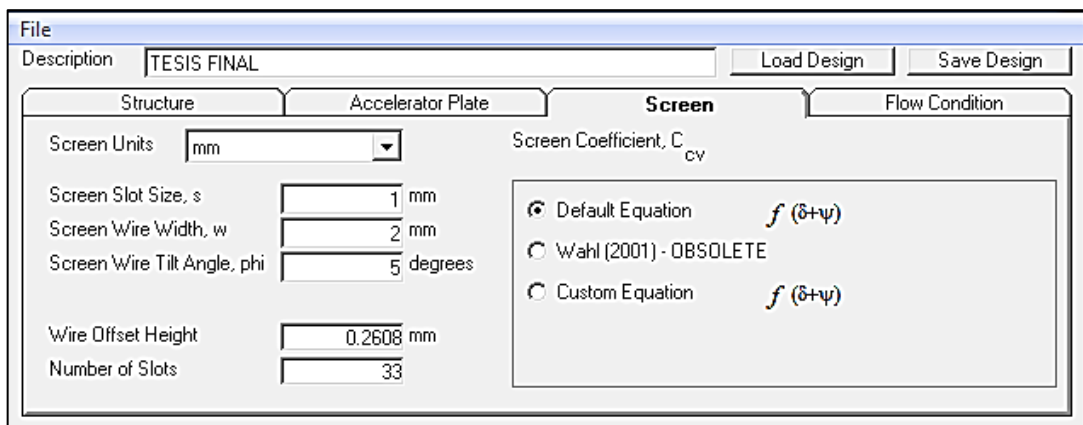 File
Description TESIS FINAL Load Design Save Design
Structure Accelerator Plate Screen Flow Condition
Screen Units mm Screen Coefficient, C cv
Screen Slot Size, s 1 mm
Default Equation f (δ+ψ)
Screen Wire Width, w 2 mm
Wahl (2001) - OBSOLETE
Screen Wire Tilt Angle, phi 5 degrees
Custom Equation f (δ+ψ)
Wire Offset Height 0.2608 mm
Number of Slots 33